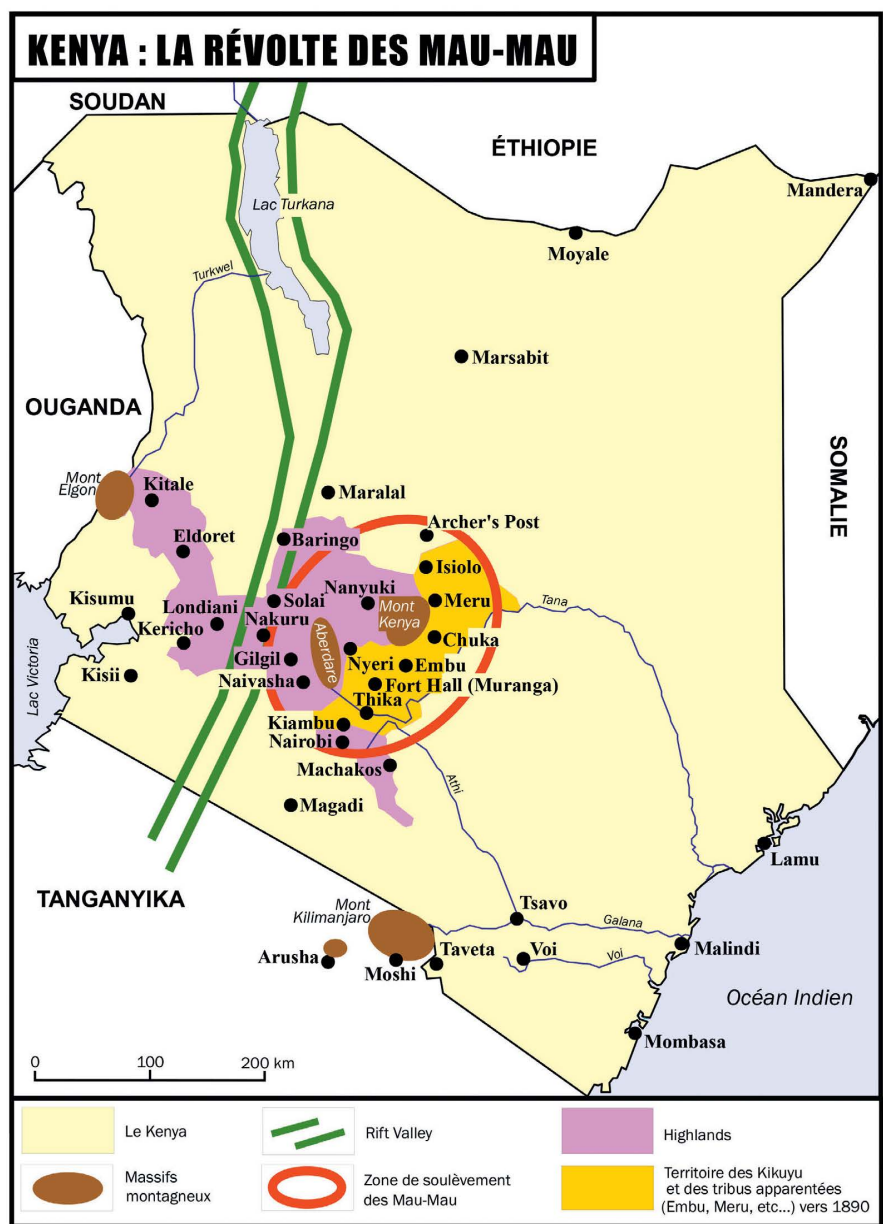 KENYA : LA RÉVOLTE DES MAU-MAU
SOUDAN
ÉTHIOPIE
Mandera
Lac Turkana
Moyale
Turkwel
Marsabit
OUGANDA
SOMALIE
Mont
Elgon
Kitale
Maralal
Archer's Post
Eldoret
Baringo
Isiolo
Nanyuki
Kisumu
Londiani
Solai
Mont
Kenya
Meru
Tana
Kericho
Nakuru
Aberdare
Chuka
Gilgil
Nyeri
Embu
Lac Victoria
Kisii
Naivasha
Fort Hall (Muranga)
Thika
Kiambu
Nairobi
Machakos
Athi
Magadi
Lamu
TANGANYIKA
Mont
Kilimanjaro
Tsavo
Galana
Arusha
Moshi
Taveta
Voi
Voi
Malindi
Océan Indien
Mombasa
0 100 200 km
Le Kenya
Rift Valley
Highlands
Massifs
montagneux
Zone de soulèvement
des Mau-Mau
Territoire des Kikuyu
et des tribus apparentées
(Embu, Meru, etc...) vers 1890